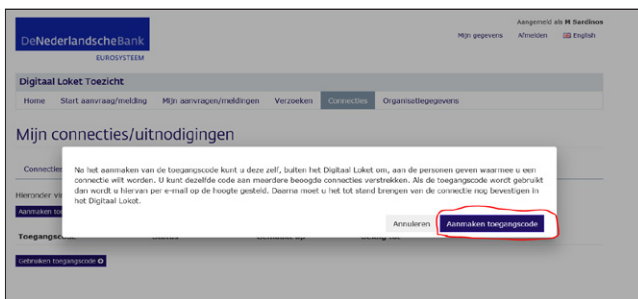 Aangemeld als M Sardinos
DeNederlandscheBank
EUROSYSTEEM
Mijn gegevens Afmelden English
Digitaal Loket Toezicht
Home Start aanvraag/melding Mijn aanvragen/meldingen Verzoeken Connecties Organisatiegegevens
Mijn connecties/uitnodigingen
Connecties
Na het aanmaken van de toegangscode kunt u deze zelf, buiten het Digitaal Loket om, aan de personen geven waarmee u een
connectie wilt worden. U kunt dezelfde code aan meerdere beoogde connecties verstrekken. Als de toegangscode wordt gebruikt
dan wordt u hiervan per e-mail op de hoogte gesteld. Daarna moet u het tot stand brengen van de connectie nog bevestigen in
het Digitaal Loket.
Hieronder
Aanmaken
Annuleren Aanmaken toegangscode
Gebruiken toegangscode